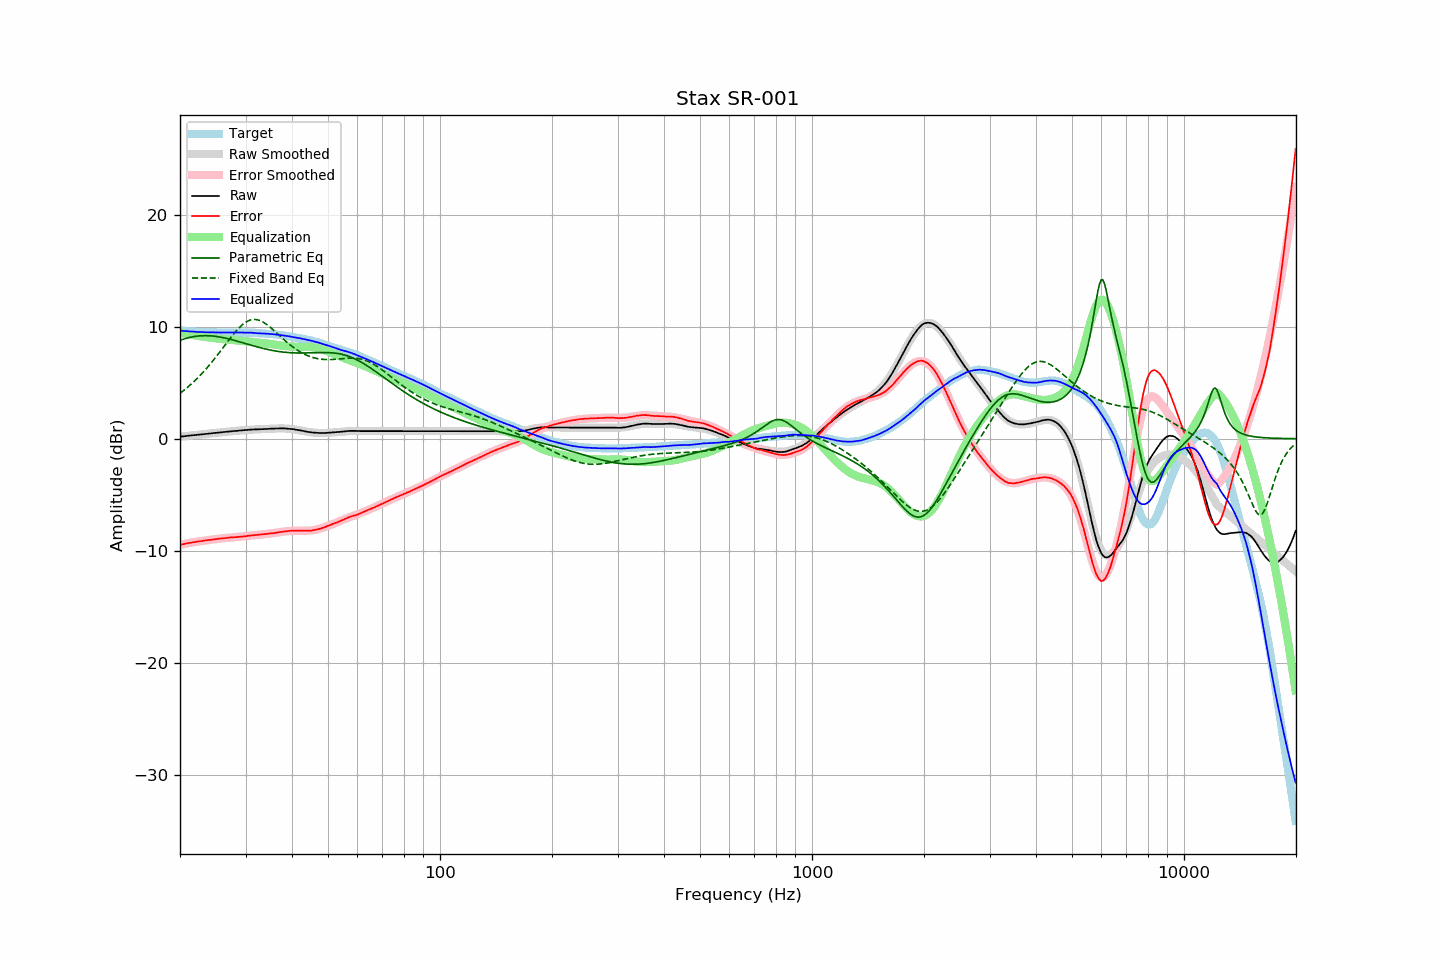 Stax SR-001
Target
Raw Smoothed
Error Smoothed
Raw
Error
Equalization
Parametric Eq
Fixed Band Eq
Equalized
20
10
0
−10
−20
−30
Amplitude (dBr)
100
1000
10000
Frequency (Hz)